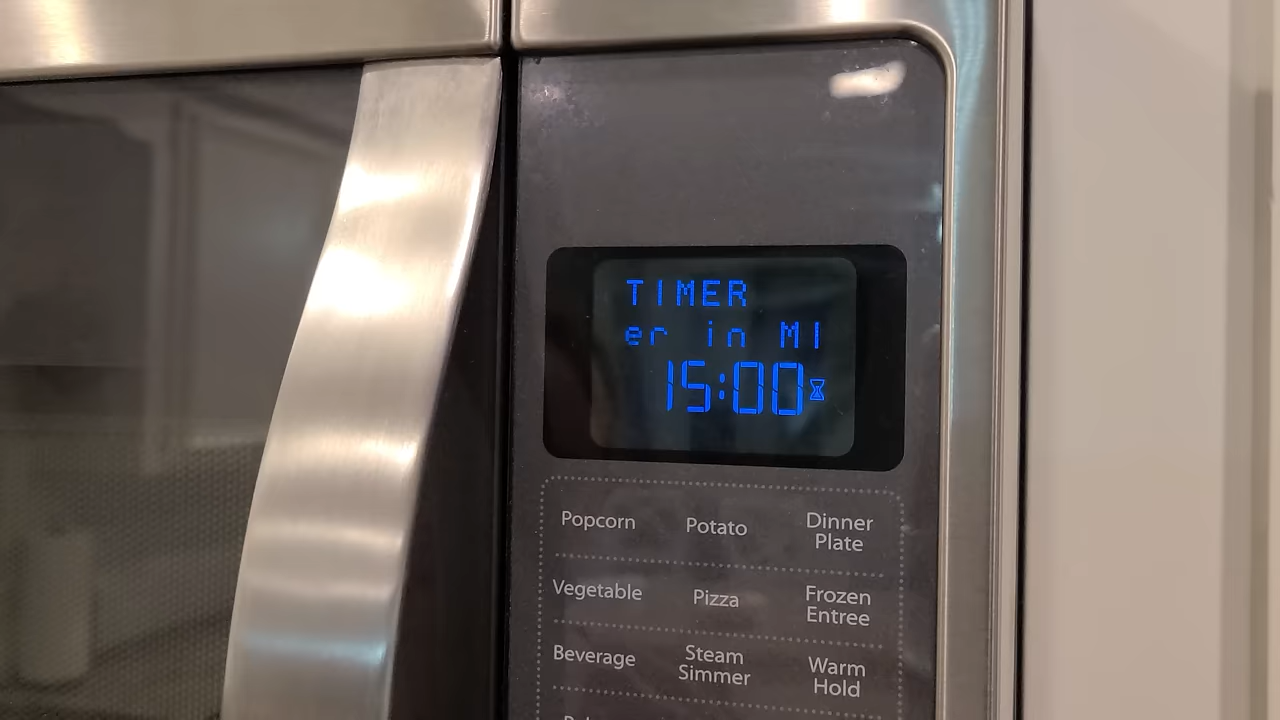 TIMER
er in MI
15:00
Popcorn Potato Dinner Plate
Vegetable Pizza Frozen Entree
Beverage Steam Simmer Warm Hold